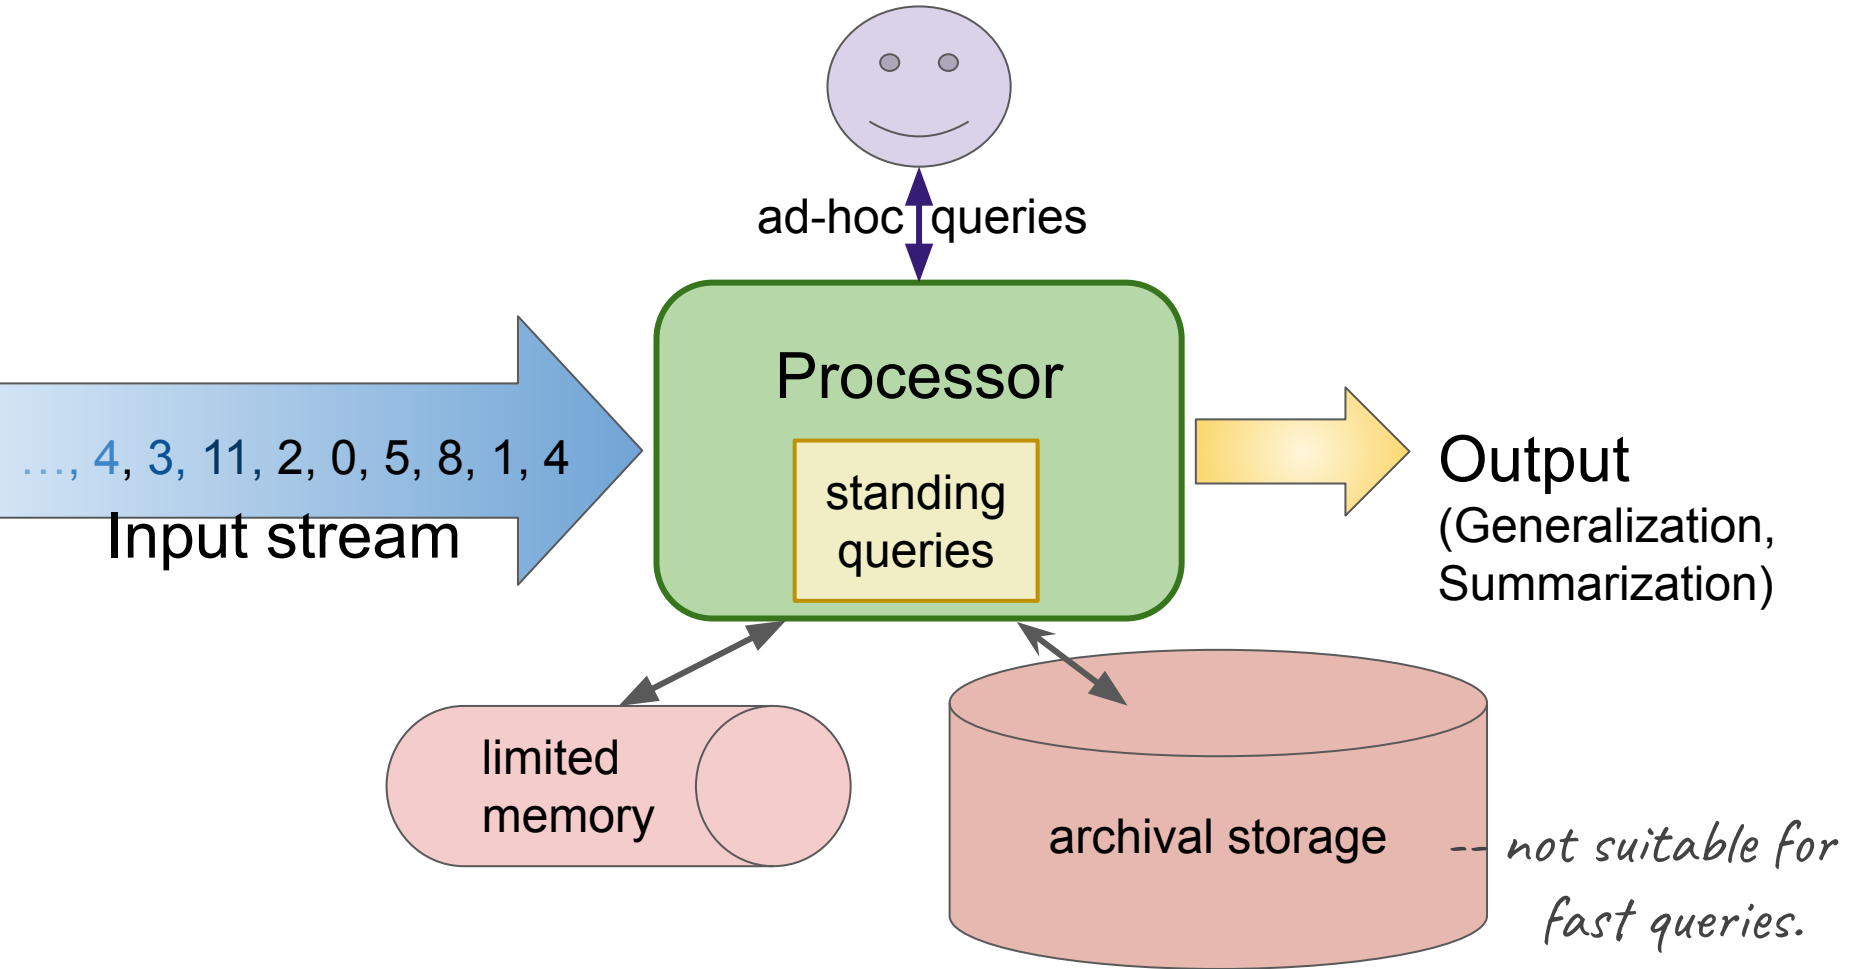 ad-hoc queries
Processor
…, 4, 3, 11, 2, 0, 5, 8, 1, 4
Input stream
standing
queries
Output
(Generalization,
Summarization)
limited
memory
archival storage
-- not suitable for
fast queries.